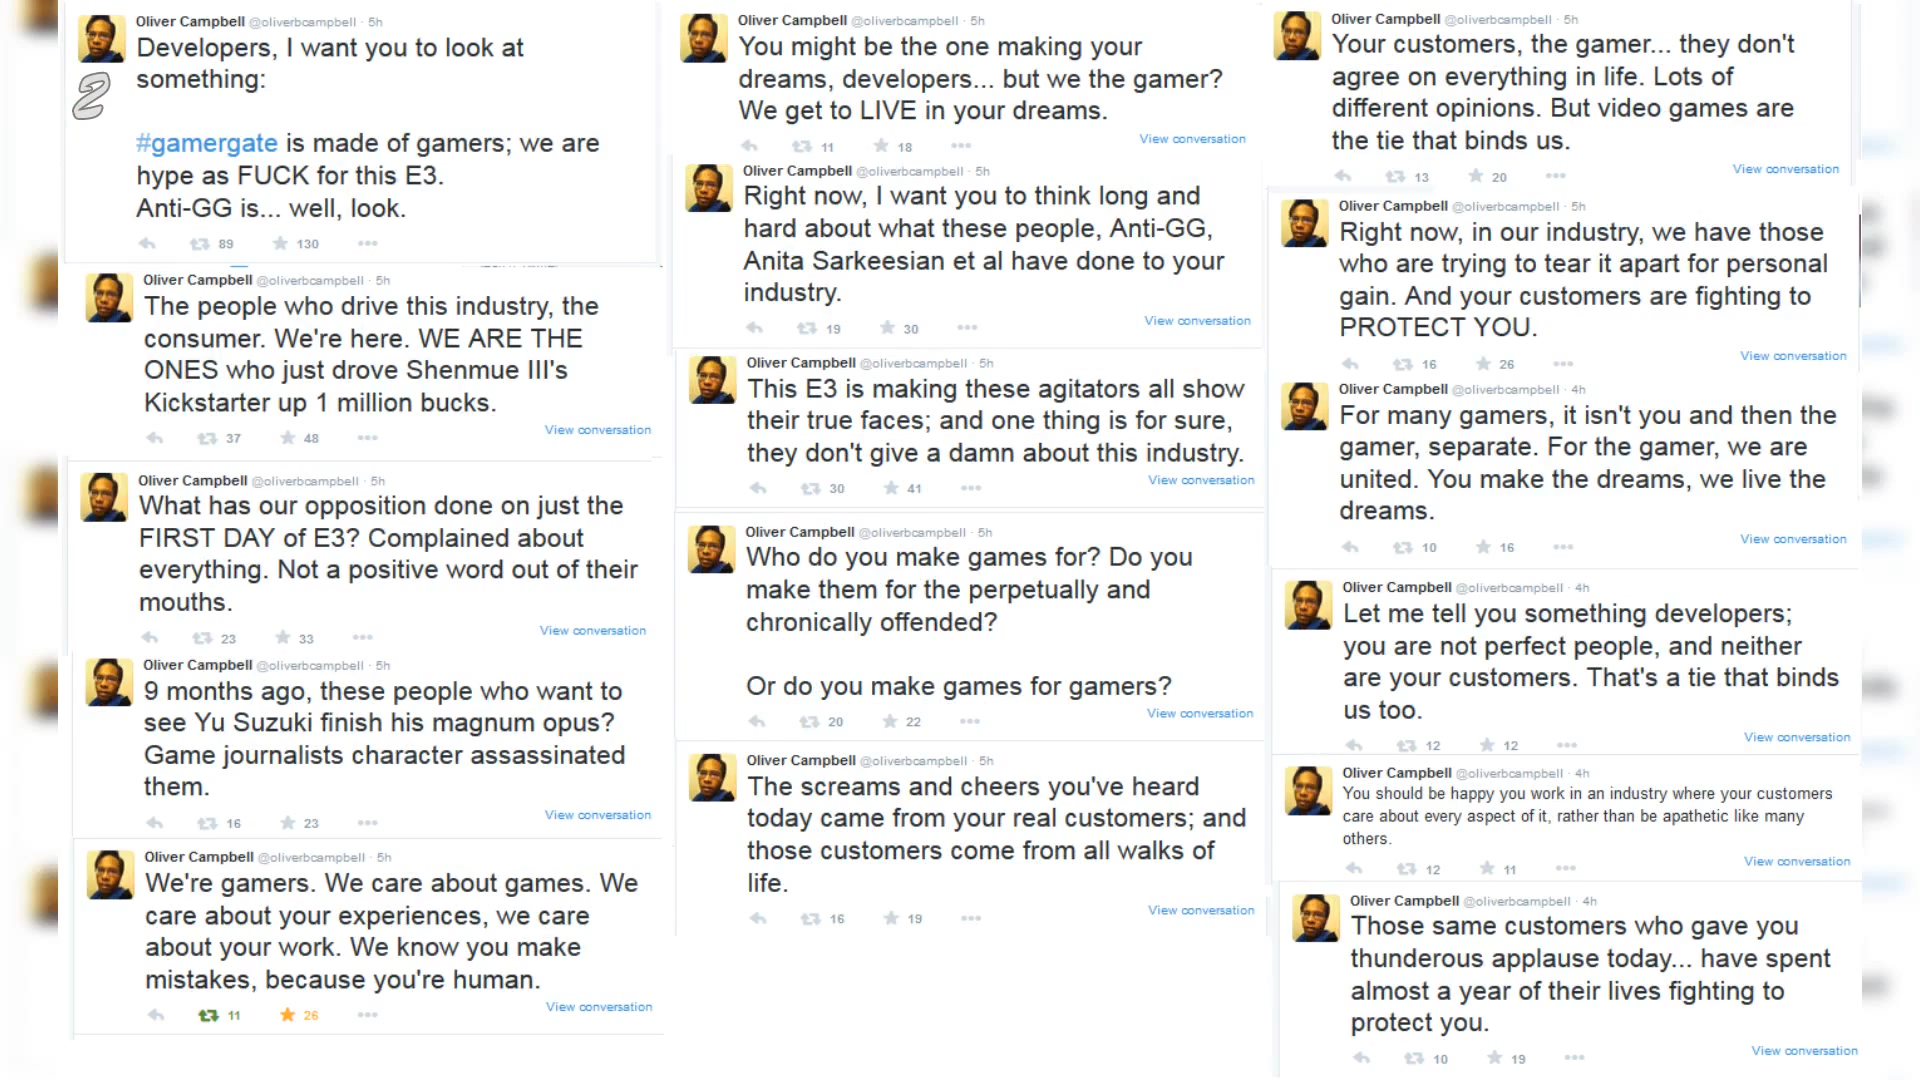 Oliver Campbell @oliverbcampbell · 5h
Developers, I want you to look at
something:
2
#gamergate is made of gamers; we are
hype as FUCK for this E3.
Anti-GG is... well, look.
89 130
Oliver Campbell @oliverbcampbell · 5h
The people who drive this industry, the
consumer. We're here. WE ARE THE
ONES who just drove Shenmue III's
Kickstarter up 1 million bucks.
View conversation
37 48
Oliver Campbell @oliverbcampbell · 5h
What has our opposition done on just the
FIRST DAY of E3? Complained about
everything. Not a positive word out of their
mouths.
View conversation
23 33
Oliver Campbell @oliverbcampbell · 5h
9 months ago, these people who want to
see Yu Suzuki finish his magnum opus?
Game journalists character assassinated
them.
View conversation
16 23
Oliver Campbell @oliverbcampbell · 5h
We're gamers. We care about games. We
care about your experiences, we care
about your work. We know you make
mistakes, because you're human.
View conversation
11 26
Oliver Campbell @oliverbcampbell · 5h
You might be the one making your
dreams, developers... but we the gamer?
We get to LIVE in your dreams.
View conversation
11 18
Oliver Campbell @oliverbcampbell · 5h
Right now, I want you to think long and
hard about what these people, Anti-GG,
Anita Sarkeesian et al have done to your
industry.
View conversation
19 30
Oliver Campbell @oliverbcampbell · 5h
This E3 is making these agitators all show
their true faces; and one thing is for sure,
they don't give a damn about this industry.
View conversation
30 41
Oliver Campbell @oliverbcampbell · 5h
Who do you make games for? Do you
make them for the perpetually and
chronically offended?
Or do you make games for gamers?
View conversation
20 22
Oliver Campbell @oliverbcampbell · 5h
The screams and cheers you've heard
today came from your real customers; and
those customers come from all walks of
life.
View conversation
16 19
Oliver Campbell @oliverbcampbell · 5h
Your customers, the gamer... they don't
agree on everything in life. Lots of
different opinions. But video games are
the tie that binds us.
View conversation
13 20
Oliver Campbell @oliverbcampbell · 5h
Right now, in our industry, we have those
who are trying to tear it apart for personal
gain. And your customers are fighting to
PROTECT YOU.
View conversation
16 26
Oliver Campbell @oliverbcampbell · 4h
For many gamers, it isn't you and then the
gamer, separate. For the gamer, we are
united. You make the dreams, we live the
dreams.
View conversation
10 16
Oliver Campbell @oliverbcampbell · 4h
Let me tell you something developers;
you are not perfect people, and neither
are your customers. That's a tie that binds
us too.
View conversation
12 12
Oliver Campbell @oliverbcampbell · 4h
You should be happy you work in an industry where your customers
care about every aspect of it, rather than be apathetic like many
others.
View conversation
12 11
Oliver Campbell @oliverbcampbell · 4h
Those same customers who gave you
thunderous applause today... have spent
almost a year of their lives fighting to
protect you.
View conversation
10 19